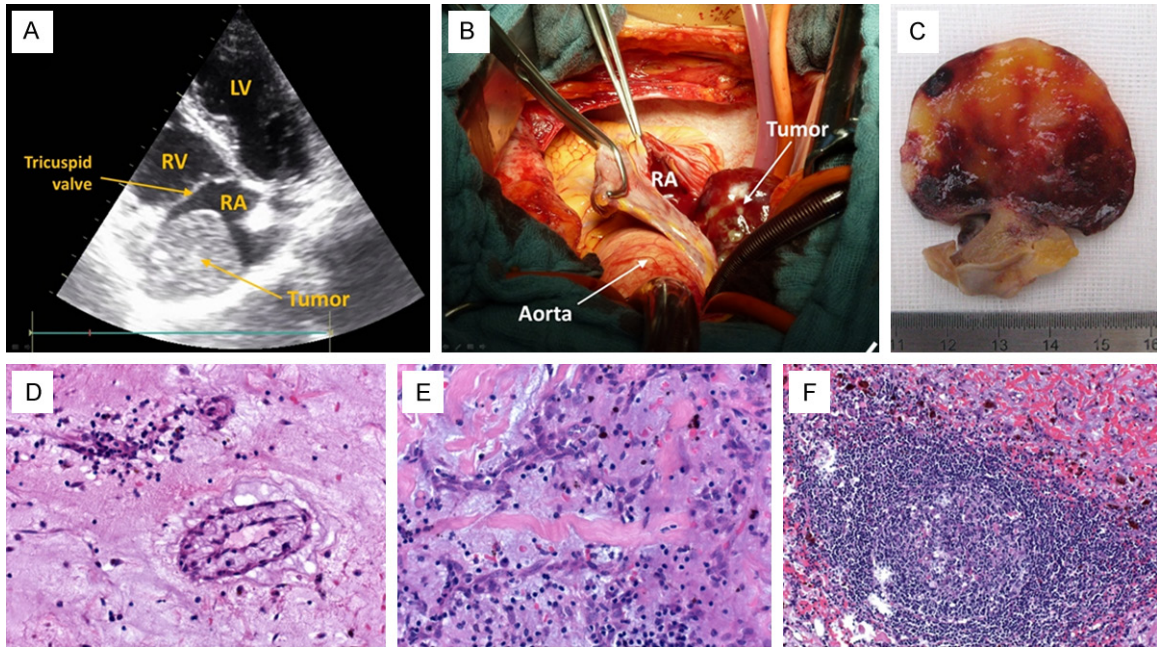 A
LV
RV
Tricuspid
valve
RA
Tumor
B
Tumor
RA
Aorta
C
11 12 13 14 15 16
D
E
F